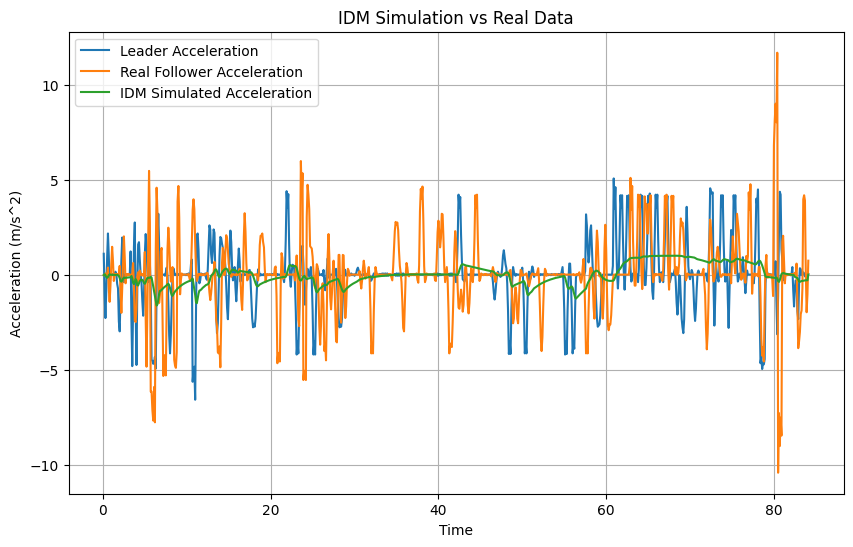 IDM Simulation vs Real Data
Leader Acceleration
Real Follower Acceleration
IDM Simulated Acceleration
Acceleration (m/s^2)
10
5
0
−5
−10
0
20
40
60
80
Time